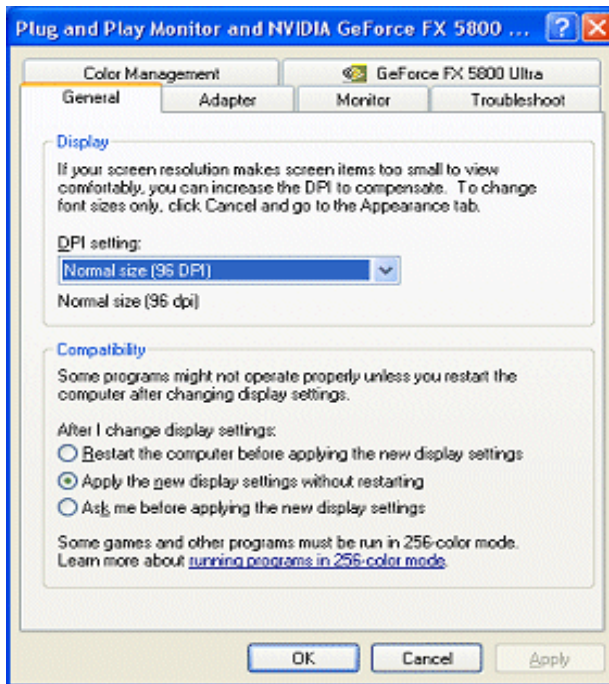 Plug and Play Monitor and NVIDIA GeForce FX 5800 ...
Color Management
GeForce FX 5800 Ultra
General
Adapter
Monitor
Troubleshoot
Display
If your screen resolution makes screen items too small to view
comfortably, you can increase the DPI to compensate. To change
font sizes only, click Cancel and go to the Appearance tab.
DPI setting:
Normal size (96 DPI)
Normal size (96 dpi)
Compatibility
Some programs might not operate properly unless you restart the
computer after changing display settings.
After I change display settings:
Restart the computer before applying the new display settings
Apply the new display settings without restarting
Ask me before applying the new display settings
Some games and other programs must be run in 256-color mode.
Learn more about running programs in 256-color mode.
OK
Cancel
Apply